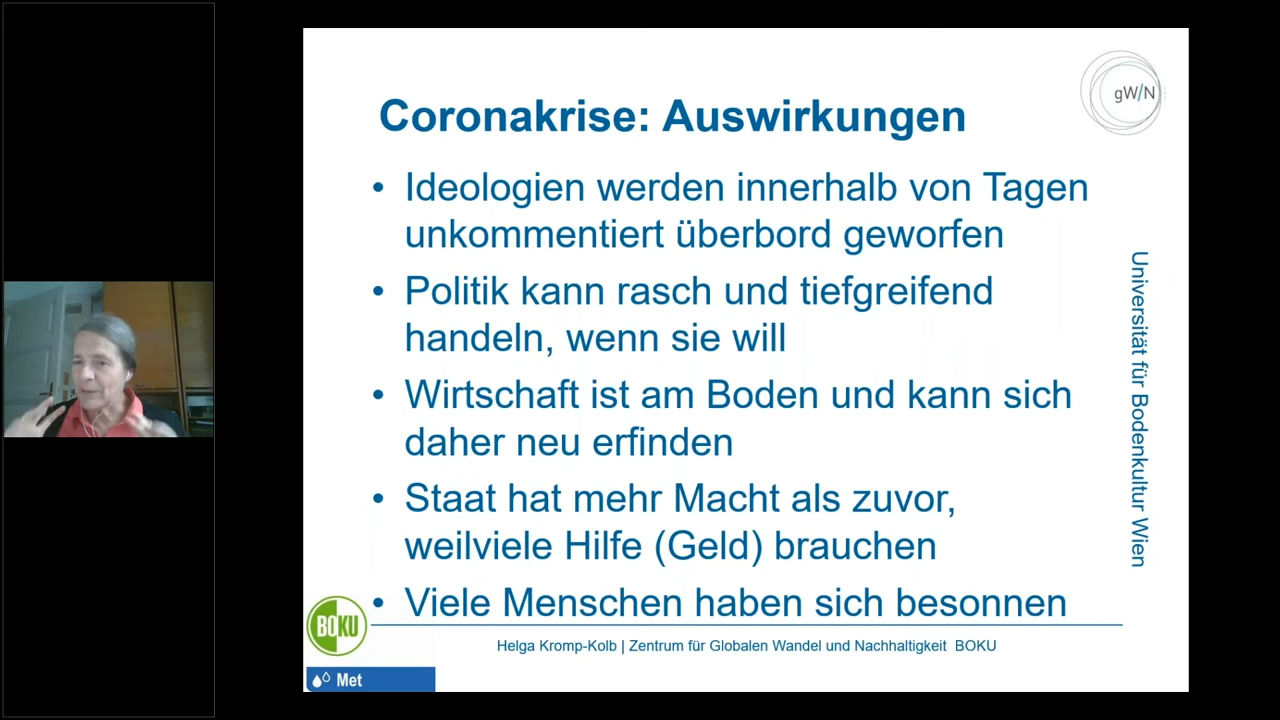 gW/N
Coronakrise: Auswirkungen
• Ideologien werden innerhalb von Tagen
unkommentiert überbord geworfen
• Politik kann rasch und tiefgreifend
handeln, wenn sie will
• Wirtschaft ist am Boden und kann sich
daher neu erfinden
• Staat hat mehr Macht als zuvor,
weilviele Hilfe (Geld) brauchen
• Viele Menschen haben sich besonnen
Universität für Bodenkultur Wien
BOKU
Helga Kromp-Kolb | Zentrum für Globalen Wandel und Nachhaltigkeit BOKU
Met